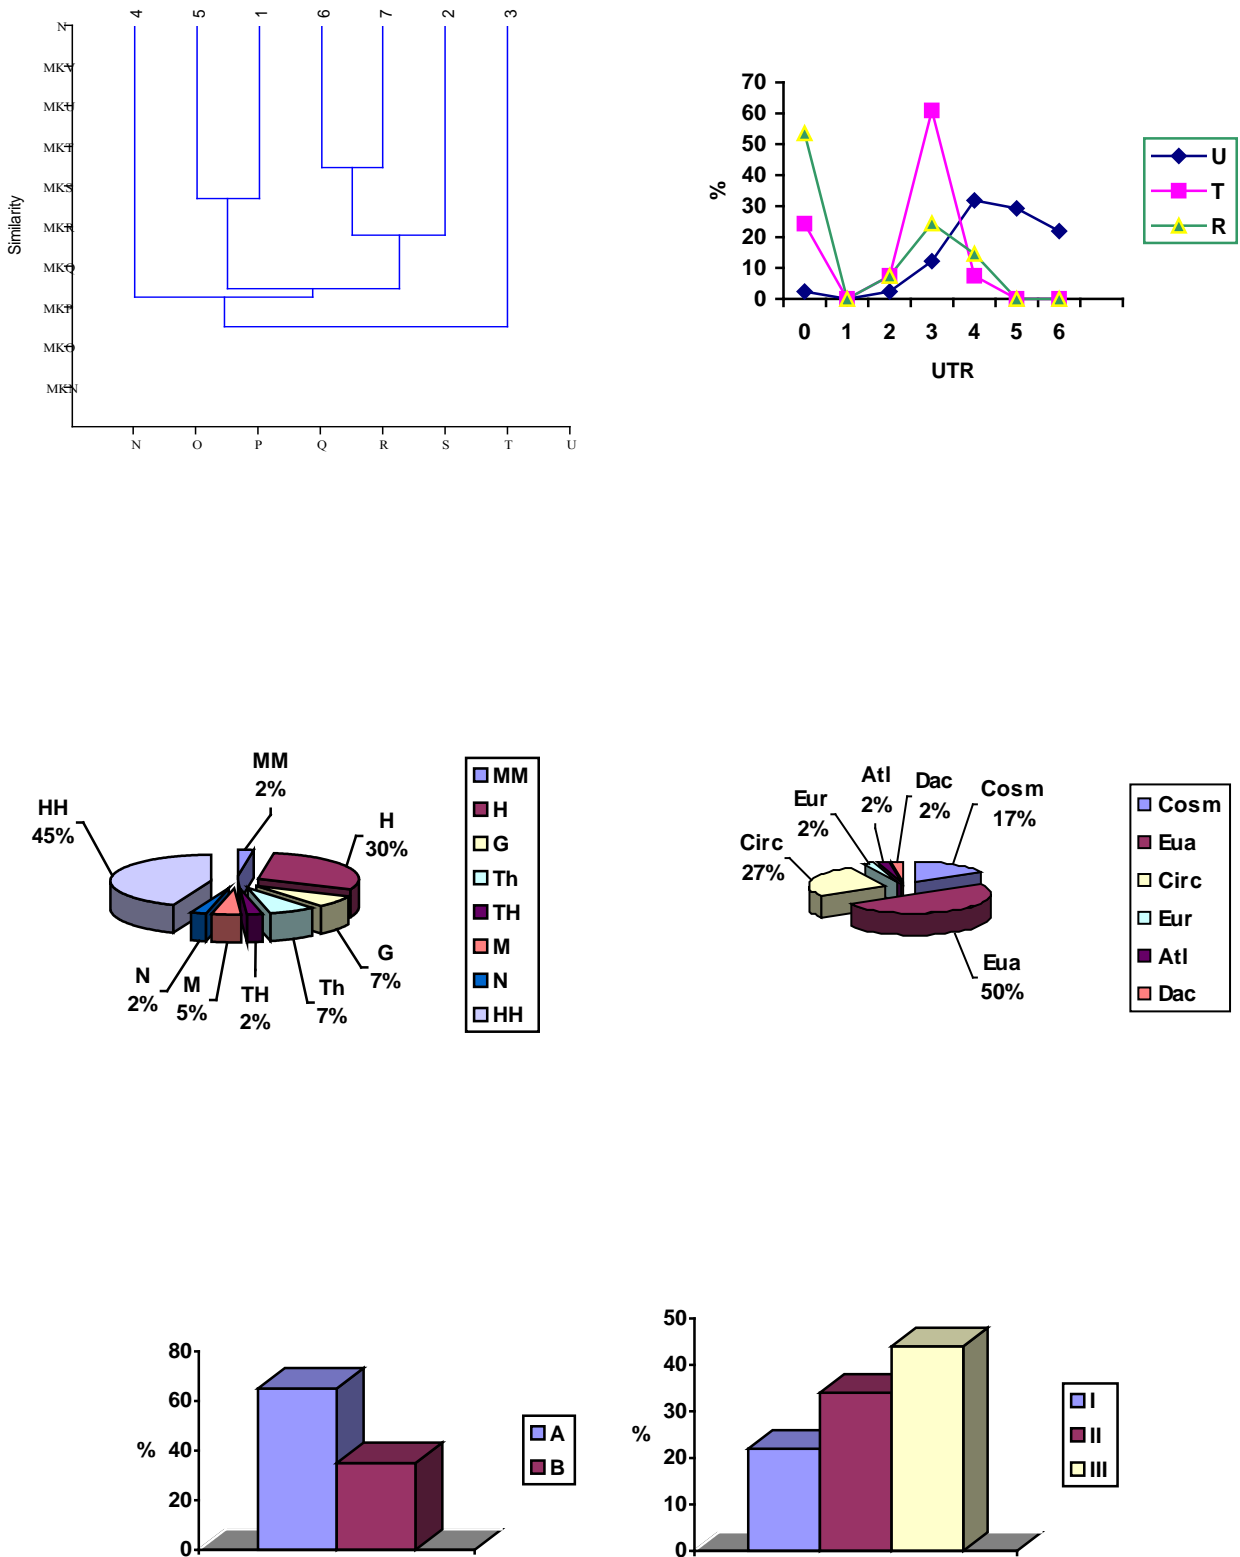 4 5 1 6 7 2 3
N
MKV
MKU
MKT
MKS
MKR
MKQ
MKP
MKO
MKN
Similarity
N O P Q R S T U
70
60
50
40
30
20
10
0
%
0 1 2 3 4 5 6
UTR
U
T
R
MM
2%
HH
45%
H
30%
G
7%
Th
7%
TH
2%
M
5%
N
2%
MM
H
G
Th
TH
M
N
HH
Atl
2%
Dac
2%
Cosm
17%
Eur
2%
Circ
27%
Eua
50%
Cosm
Eua
Circ
Eur
Atl
Dac
80
60
40
20
0
%
A
B
50
40
30
20
10
0
%
I
II
III